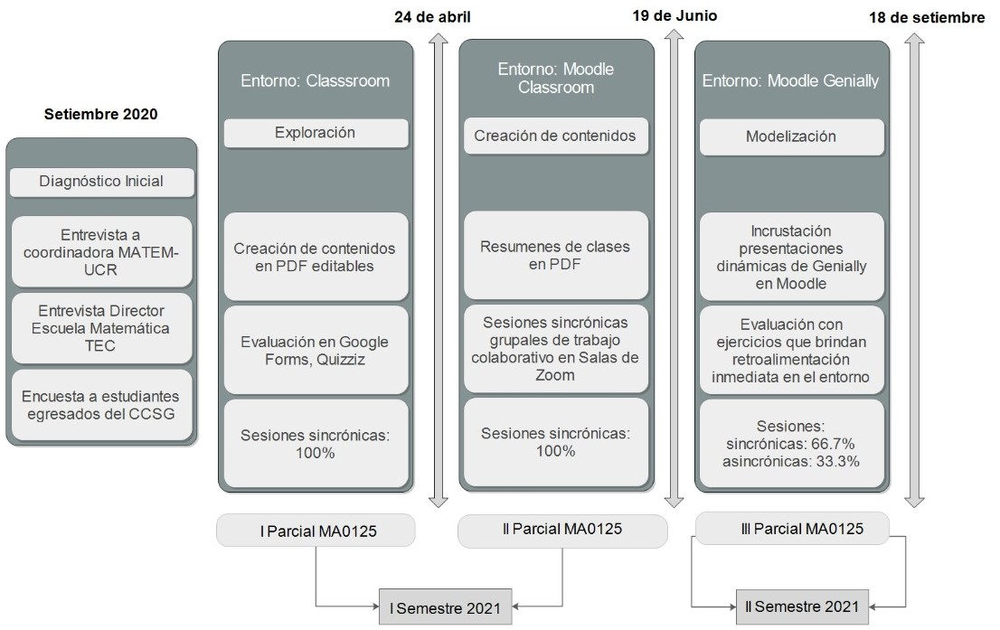 24 de abril
19 de Junio
18 de setiembre
Setiembre 2020
Diagnóstico Inicial
Entrevista a
coordinadora MATEM-
UCR
Entrevista Director
Escuela Matemática
TEC
Encuesta a estudiantes
egresados del CCSG
Entorno: Classsroom
Exploración
Creación de contenidos
en PDF editables
Evaluación en Google
Forms, Quizziz
Sesiones sincrónicas:
100%
Entorno: Moodle
Classroom
Creación de contenidos
Resumenes de clases
en PDF
Sesiones sincrónicas
grupales de trabajo
colaborativo en Salas de
Zoom
Sesiones sincrónicas:
100%
Entorno: Moodle Genially
Modelización
Incrustación
presentaciones
dinámicas de Genially
en Moodle
Evaluación con
ejercicios que brindan
retroalimentación
inmediata en el entorno
Sesiones:
sincrónicas: 66.7%
asincrónicas: 33.3%
I Parcial MA0125
II Parcial MA0125
III Parcial MA0125
I Semestre 2021
II Semestre 2021